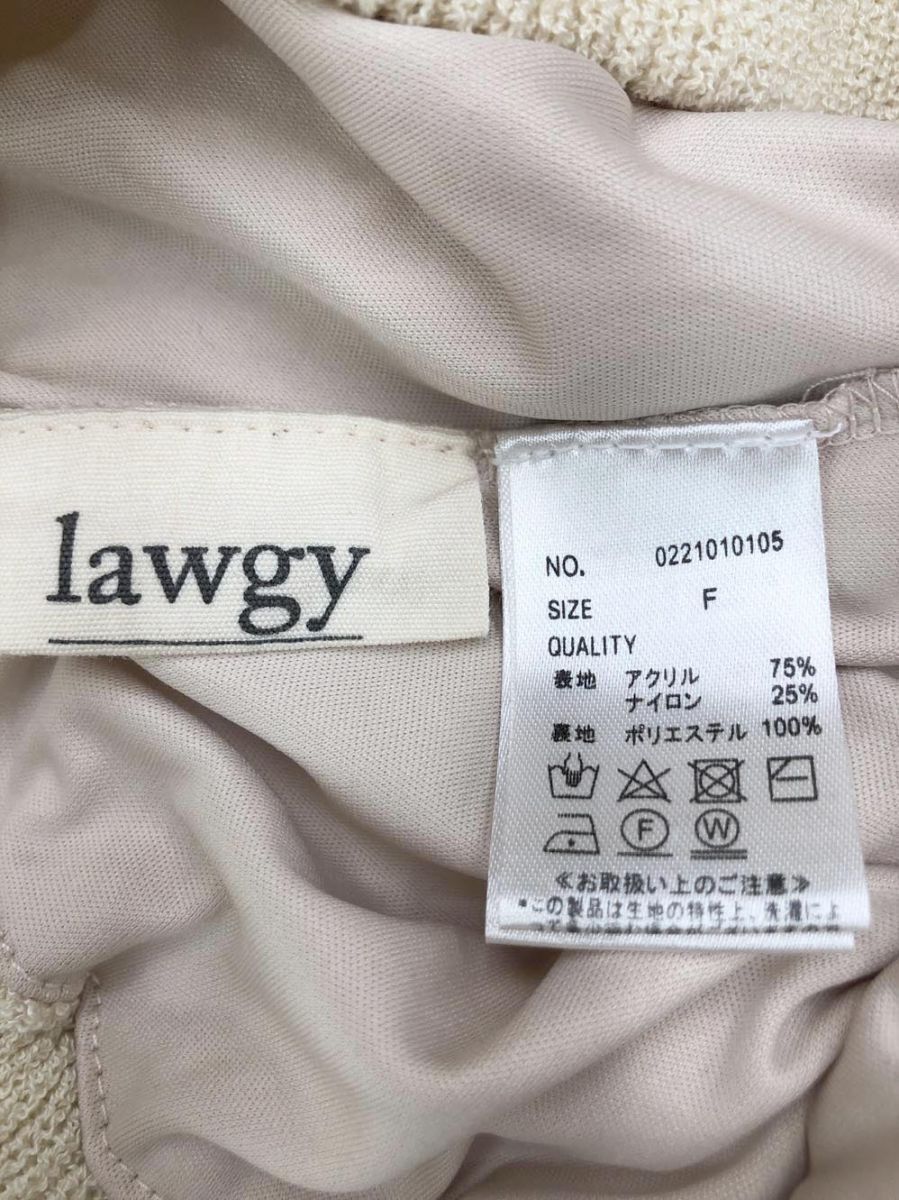 lawgy
NO. 0221010105
SIZE F
QUALITY
表地 アクリル 75%
ナイロン 25%
裏地 ポリエステル 100%
F W
≪お取扱い上のご注意≫
*この製品は生地の特性上、洗濯によ